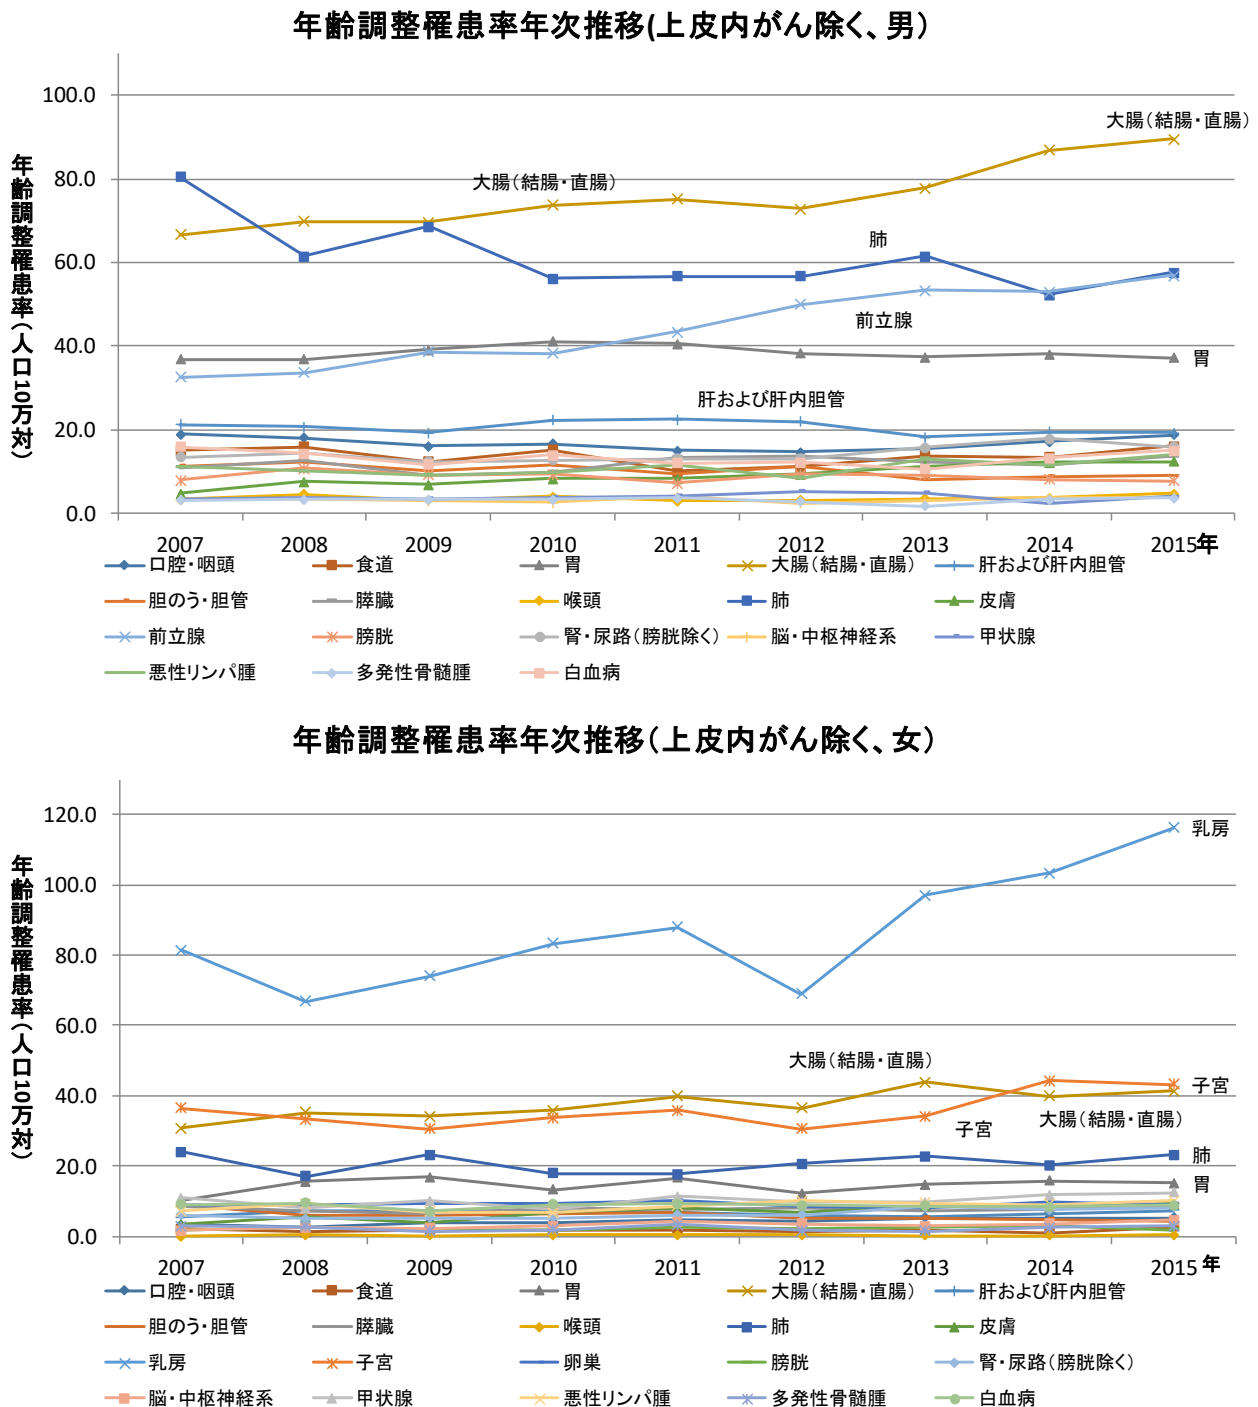 年齢調整罹患率年次推移(上皮内がん除く、男）
年齢調整罹患率（人口10万対）
100.0
80.0
60.0
40.0
20.0
0.0
大腸（結腸・直腸）
大腸（結腸・直腸）
肺
前立腺
胃
肝および肝内胆管
2007 2008 2009 2010 2011 2012 2013 2014 2015年
口腔・咽頭 食道 胃 大腸（結腸・直腸） 肝および肝内胆管
胆のう・胆管 膵臓 喉頭 肺 皮膚
前立腺 膀胱 腎・尿路（膀胱除く） 脳・中枢神経系 甲状腺
悪性リンパ腫 多発性骨髄腫 白血病
年齢調整罹患率年次推移（上皮内がん除く、女）
年齢調整罹患率（人口10万対）
120.0
100.0
80.0
60.0
40.0
20.0
0.0
乳房
大腸（結腸・直腸）
子宮
大腸（結腸・直腸）
子宮
肺
胃
2007 2008 2009 2010 2011 2012 2013 2014 2015 年
口腔・咽頭 食道 胃 大腸（結腸・直腸） 肝および肝内胆管
胆のう・胆管 膵臓 喉頭 肺 皮膚
乳房 子宮 卵巣 膀胱 腎・尿路（膀胱除く）
脳・中枢神経系 甲状腺 悪性リンパ腫 多発性骨髄腫 白血病